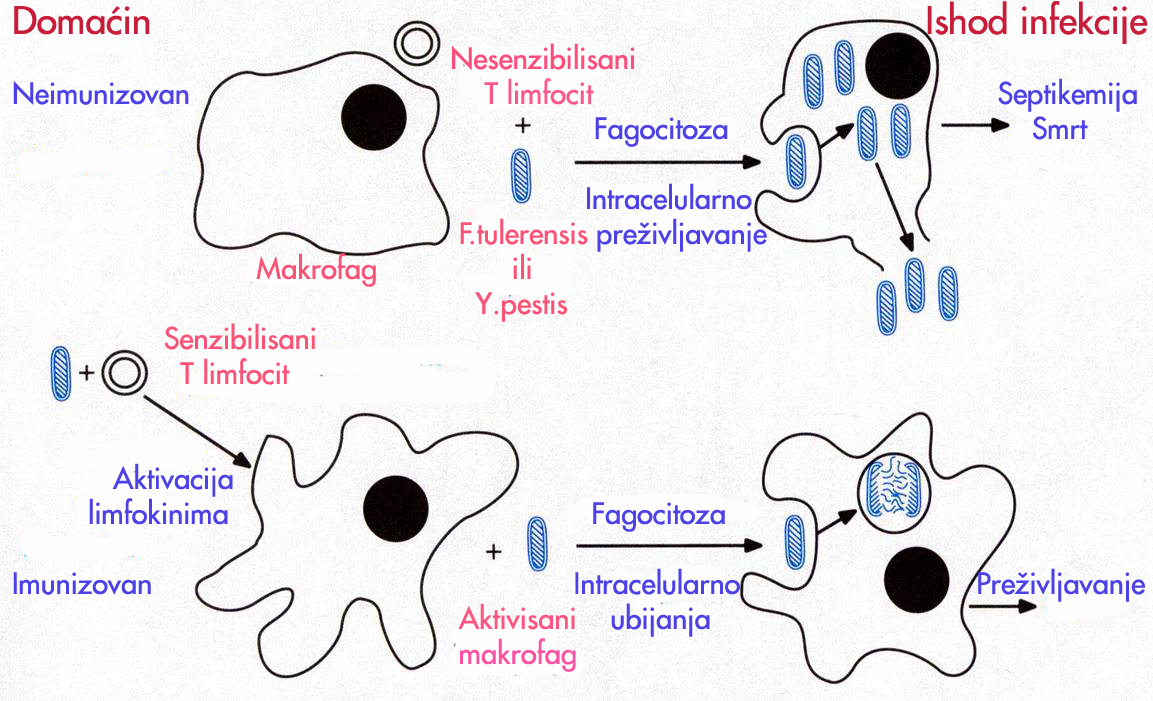 Domaćin
Ishod infekcije
Neimunizovan
Nesenzibilisani
T limfocit
+
F.tulerensis
ili
Y.pestis
Makrofag
Fagocitoza
Intracelularno
preživljavanje
Septikemija
Smrt
+
Senzibilisani
T limfocit
Aktivacija
limfokinima
Imunizovan
+
Aktivisani
makrofag
Fagocitoza
Intracelularno
ubijanja
Preživljavanje